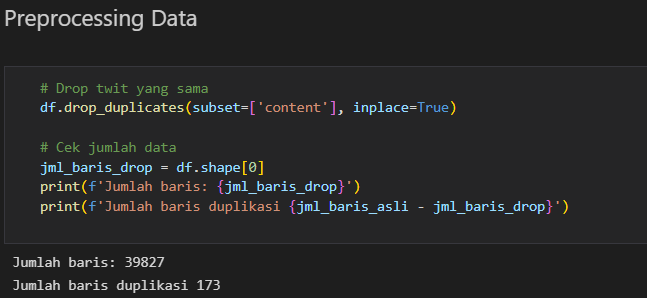 Preprocessing Data
# Drop twit yang sama
df.drop_duplicates(subset=['content'], inplace=True)
# Cek jumlah data
jml_baris_drop = df.shape[0]
print(f'Jumlah baris: {jml_baris_drop}')
print(f'Jumlah baris duplikasi {jml_baris_asli - jml_baris_drop}')
Jumlah baris: 39827
Jumlah baris duplikasi 173